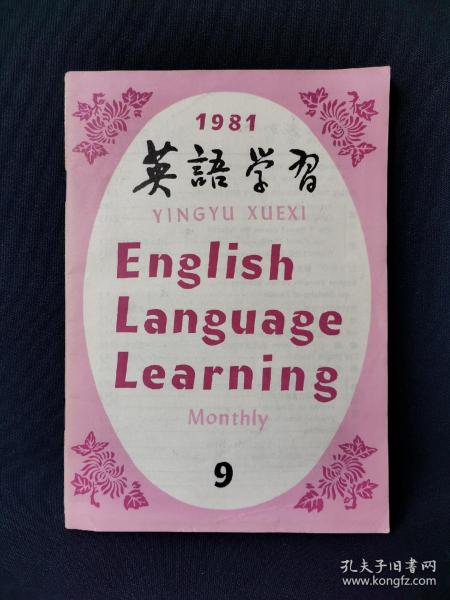 1981
英語学習
YINGYU XUEXI
English
Language
Learning
Monthly
9
孔夫子旧书网
www.kongfz.com